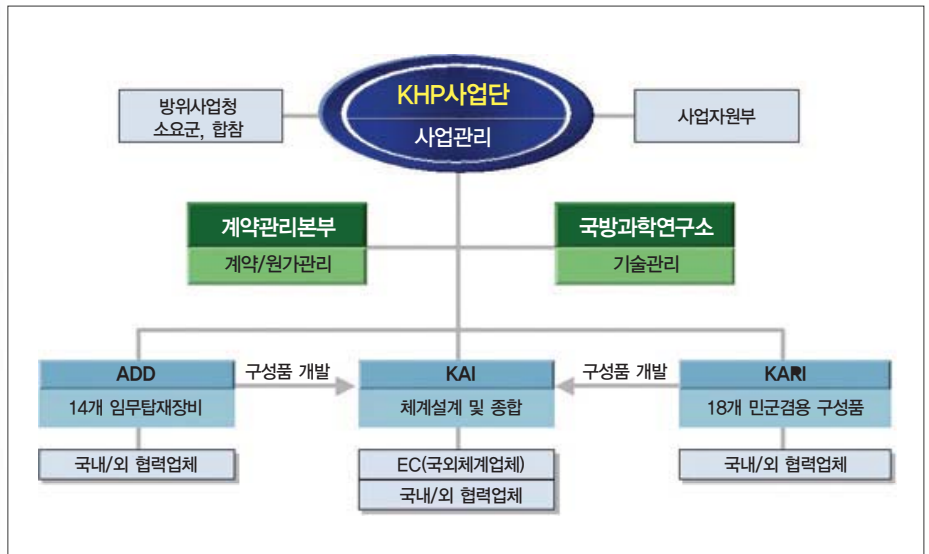 KHP사업단
사업관리
방위사업청
소요군, 합참
사업자원부
계약관리본부
계약/원가관리
국방과학연구소
기술관리
ADD
14개 임무탑재장비
구성품 개발
KAI
체계설계 및 종합
구성품 개발
KARI
18개 민군겸용 구성품
국내/외 협력업체
EC(국외체계업체)
국내/외 협력업체
국내/외 협력업체